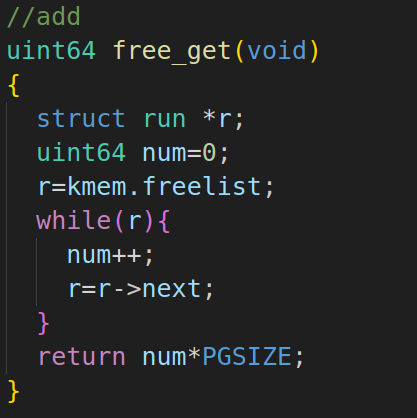 //add
uint64 free_get(void)
{
  struct run *r;
  uint64 num=0;
  r=kmem.freelist;
  while(r){
    num++;
    r=r->next;
  }
  return num*PGSIZE;
}